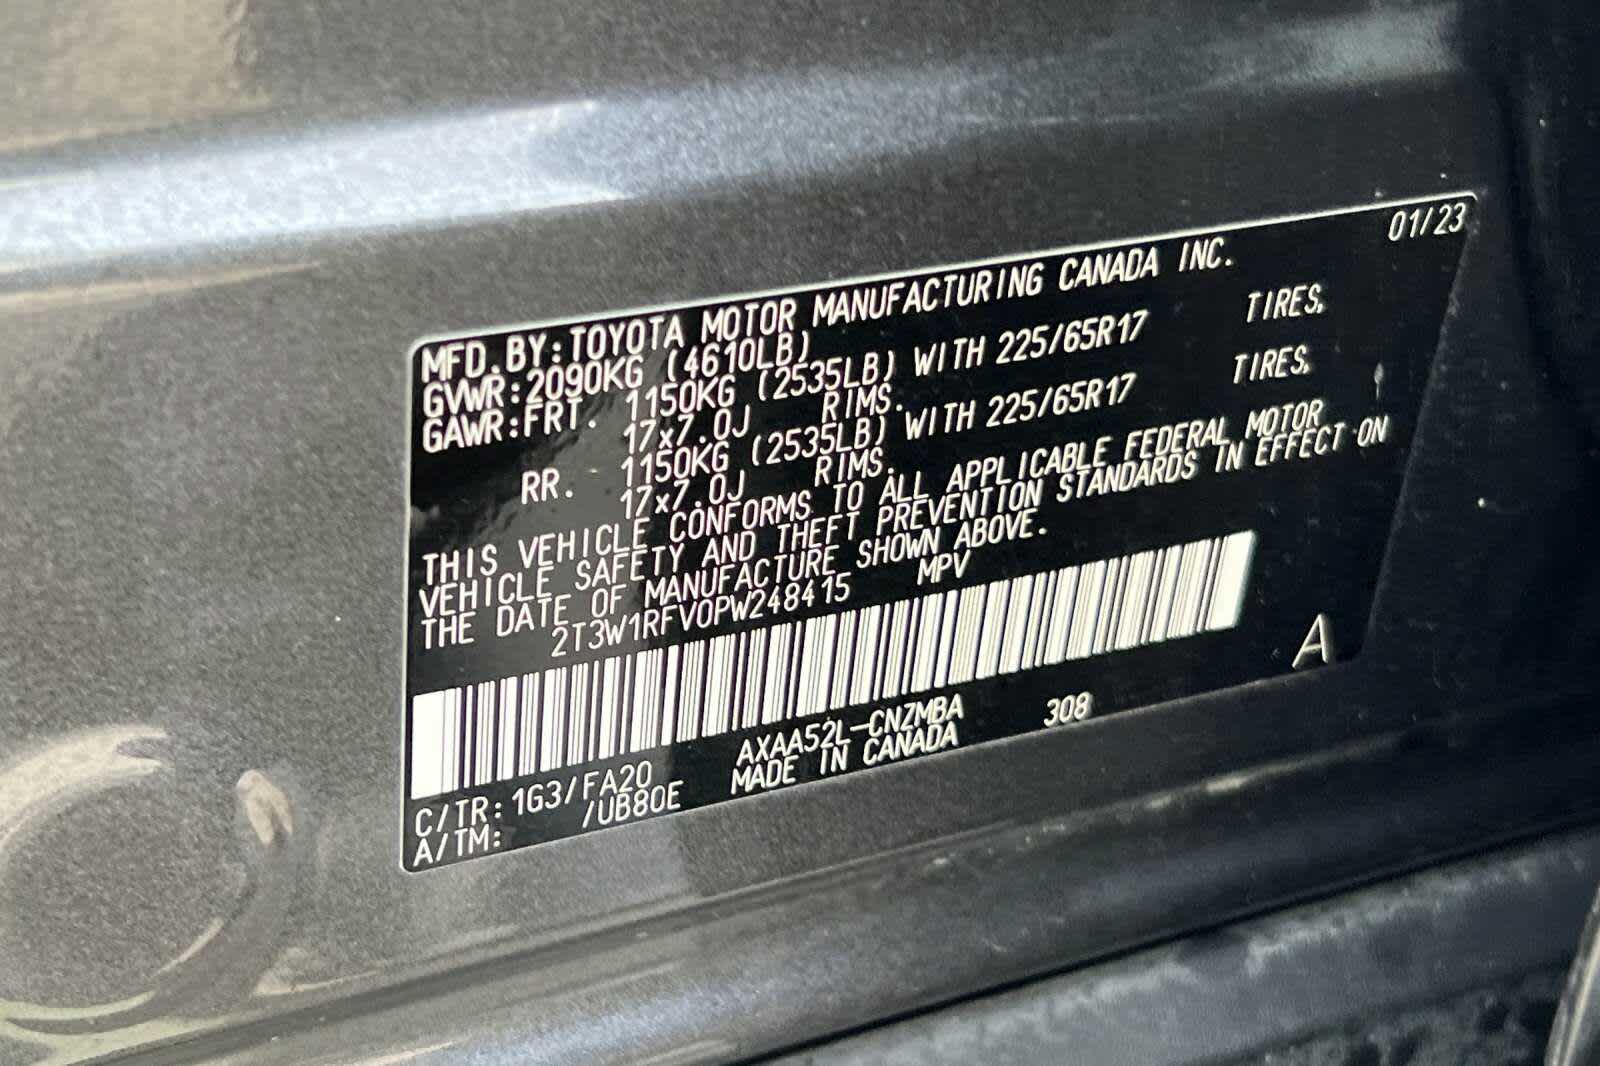 01/23
MFD.BY:TOYOTA MOTOR MANUFACTURING CANADA INC.
GVWR:2090KG (4610LB)
GAWR:FRT. 1150KG (2535LB) WITH 225/65R17 TIRES,
17x7.0J RIMS.
RR. 1150KG (2535LB) WITH 225/65R17 TIRES,
17x7.0J RIMS.
THIS VEHICLE CONFORMS TO ALL APPLICABLE FEDERAL MOTOR
VEHICLE SAFETY AND THEFT PREVENTION STANDARDS IN EFFECT ON
THE DATE OF MANUFACTURE SHOWN ABOVE.
2T3W1RFV0PW248415 MPV
A
AXAA52L-CNZMBA 308
C/TR:1G3/FA20 MADE IN CANADA
A/TM: /UB80E